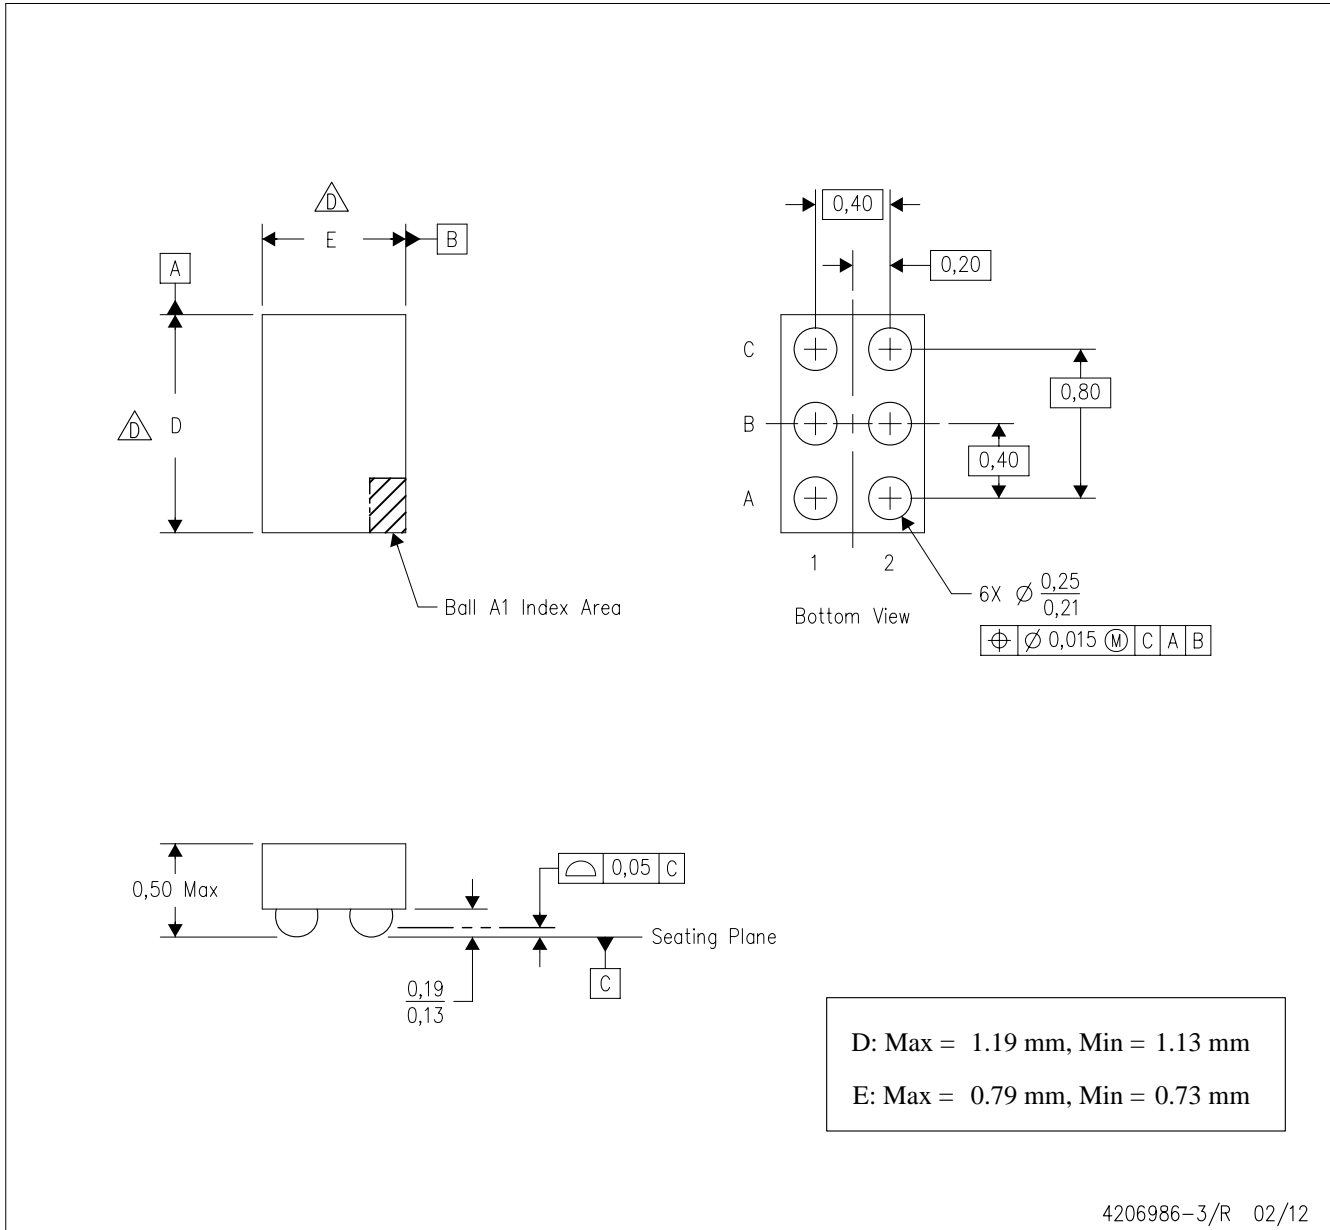 D
E
B
A
D
D
Ball A1 Index Area
0,40
0,20
C
B
A
0,80
0,40
1 2
Bottom View
6X Ø 0,25
0,21
⌖ Ø 0,015 Ⓜ C A B
0,50 Max
⌓ 0,05 C
Seating Plane
C
0,19
0,13
D: Max = 1.19 mm, Min = 1.13 mm
E: Max = 0.79 mm, Min = 0.73 mm
4206986-3/R 02/12